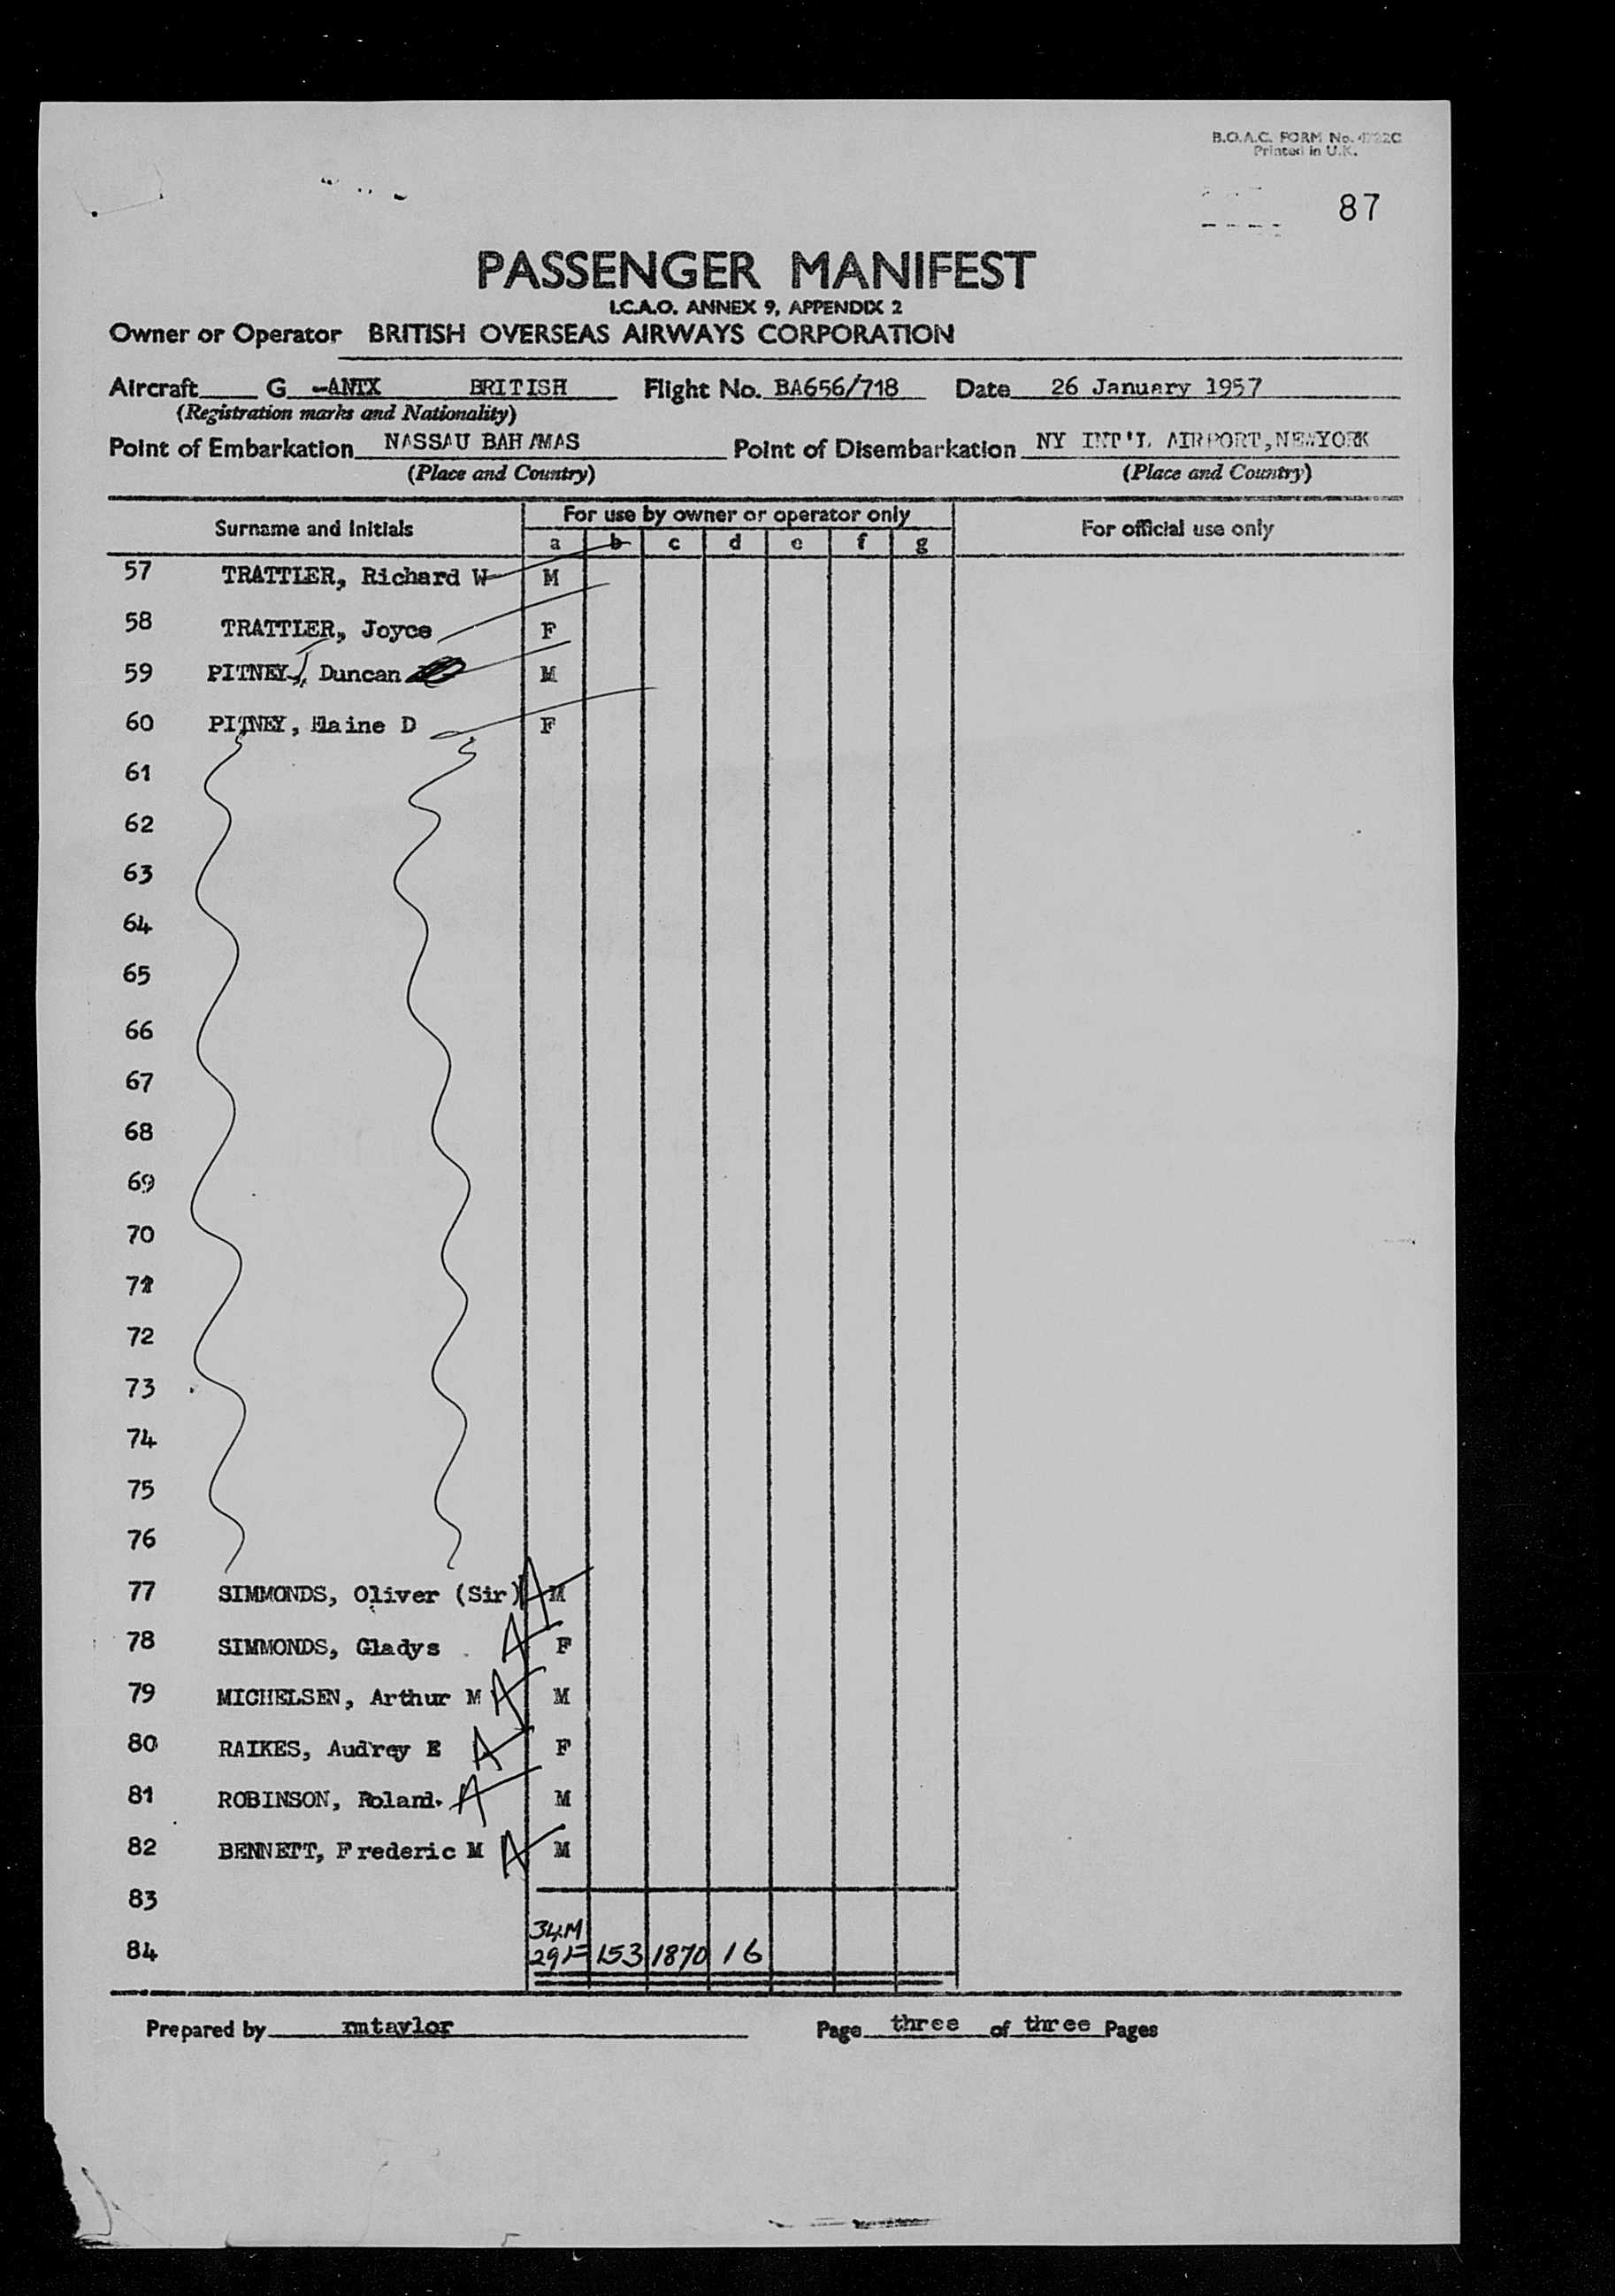 B.O.A.C. FORM No.
Printed in U.K.
87
PASSENGER MANIFEST
I.C.A.O. ANNEX 9, APPENDIX 2
Owner or Operator BRITISH OVERSEAS AIRWAYS CORPORATION
Aircraft G -ANTX BRITISH Flight No. BA656/718 Date 26 January 1957
(Registration marks and Nationality)
Point of Embarkation NASSAU BAHAMAS Point of Disembarkation NY INT'L AIRPORT, NEWYORK
(Place and Country) (Place and Country)
Surname and Initials For use by owner or operator only For official use only
a b c d e f g
57 TRATTLER, Richard W M
58 TRATTLER, Joyce F
59 PITNEY, Duncan M
60 PITNEY, Elaine D F
61
62
63
64
65
66
67
68
69
70
71
72
73
74
75
76
77 SIMMONDS, Oliver (Sir) A M
78 SIMMONDS, Gladys A F
79 MICHELSEN, Arthur M A M
80 RAIKES, Audrey E A F
81 ROBINSON, Roland. A M
82 BENNETT, Frederic M A M
83
34M
84 29F 153 1870 16
Prepared by rmtaylor Page three of three Pages